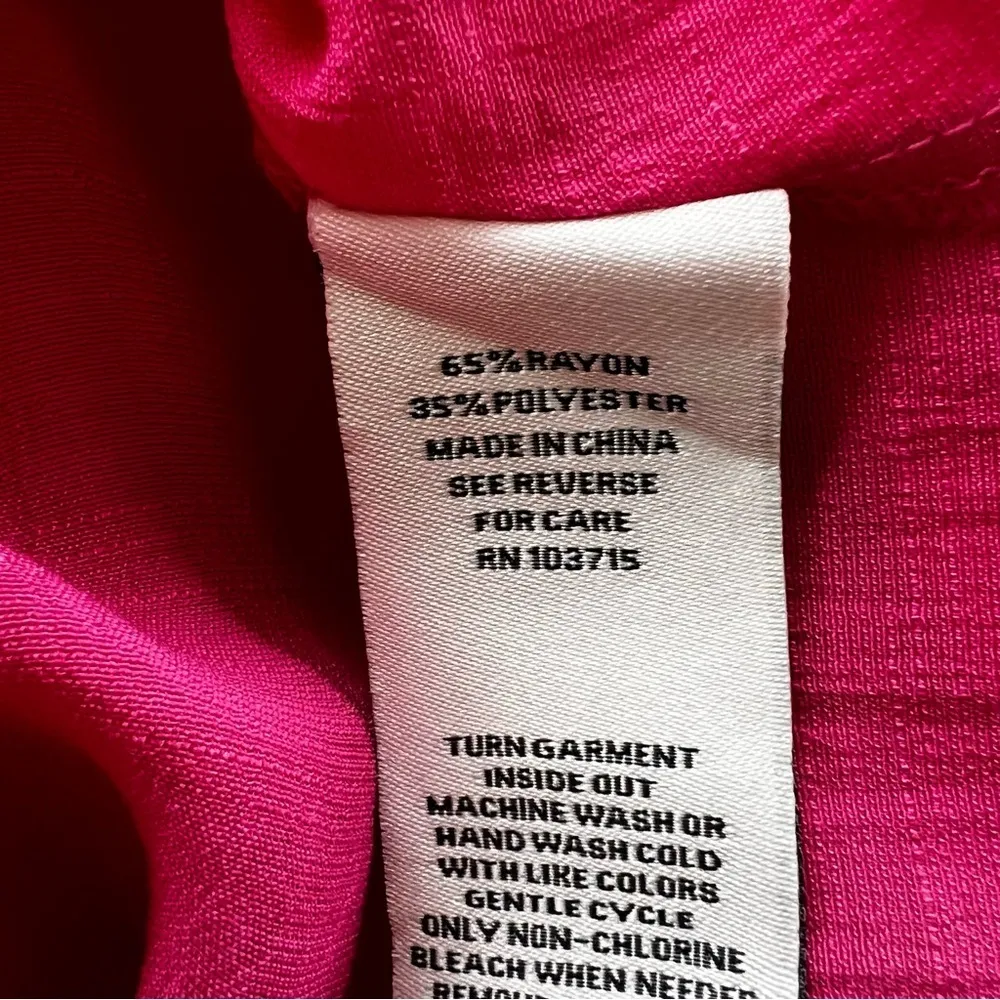 65% RAYON
35% POLYESTER
MADE IN CHINA
SEE REVERSE
FOR CARE
RN 103715
TURN GARMENT
INSIDE OUT
MACHINE WASH OR
HAND WASH COLD
WITH LIKE COLORS
GENTLE CYCLE
ONLY NON-CHLORINE
BLEACH WHEN NEEDED